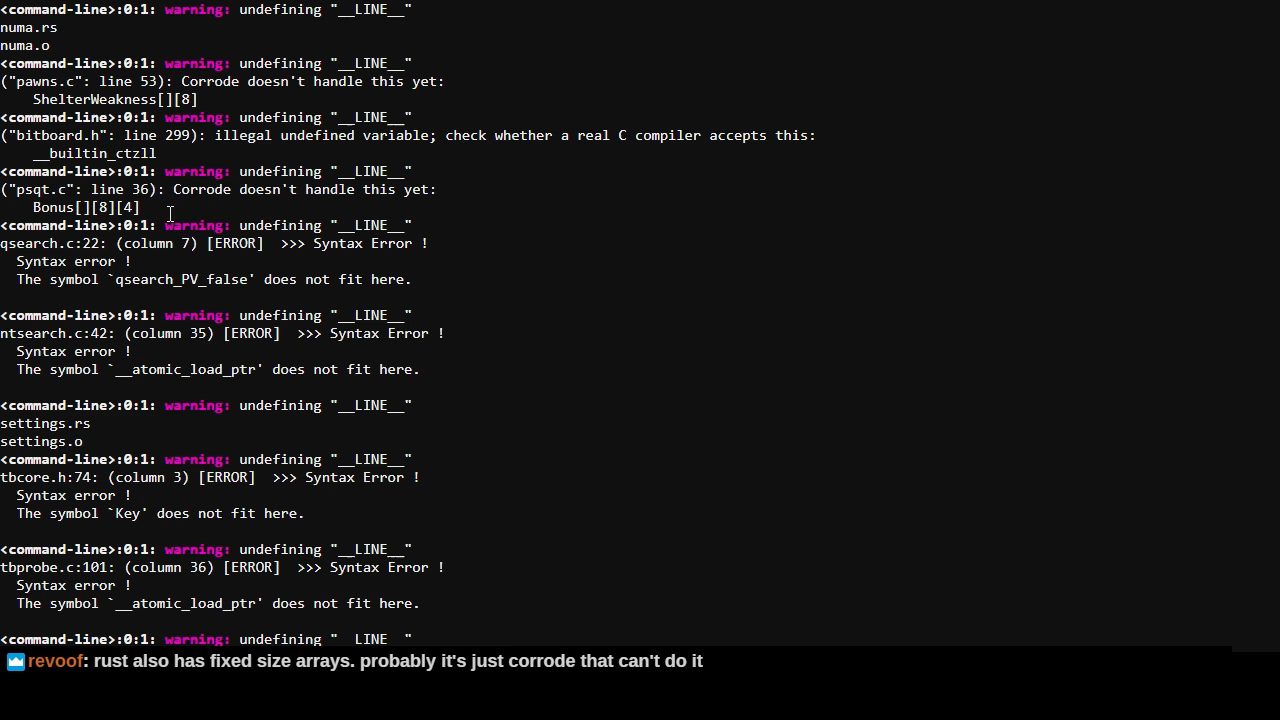 <command-line>:0:1: warning: undefining "__LINE__"
numa.rs
numa.o
<command-line>:0:1: warning: undefining "__LINE__"
("pawns.c": line 53): Corrode doesn't handle this yet:
    ShelterWeakness[][8]
<command-line>:0:1: warning: undefining "__LINE__"
("bitboard.h": line 299): illegal undefined variable; check whether a real C compiler accepts this:
    __builtin_ctzll
<command-line>:0:1: warning: undefining "__LINE__"
("psqt.c": line 36): Corrode doesn't handle this yet:
    Bonus[][8][4]
<command-line>:0:1: warning: undefining "__LINE__"
qsearch.c:22: (column 7) [ERROR]  >>> Syntax Error !
  Syntax error !
  The symbol `qsearch_PV_false' does not fit here.

<command-line>:0:1: warning: undefining "__LINE__"
ntsearch.c:42: (column 35) [ERROR]  >>> Syntax Error !
  Syntax error !
  The symbol `__atomic_load_ptr' does not fit here.

<command-line>:0:1: warning: undefining "__LINE__"
settings.rs
settings.o
<command-line>:0:1: warning: undefining "__LINE__"
tbcore.h:74: (column 3) [ERROR]  >>> Syntax Error !
  Syntax error !
  The symbol `Key' does not fit here.

<command-line>:0:1: warning: undefining "__LINE__"
tbprobe.c:101: (column 36) [ERROR]  >>> Syntax Error !
  Syntax error !
  The symbol `__atomic_load_ptr' does not fit here.

<command-line>:0:1: warning: undefining "__LINE__"
revoof: rust also has fixed size arrays. probably it's just corrode that can't do it